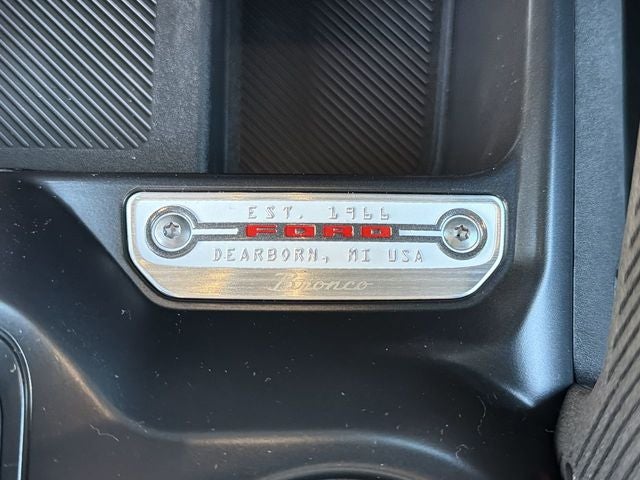 EST. 1966
FORD
DEARBORN, MI USA
Bronco